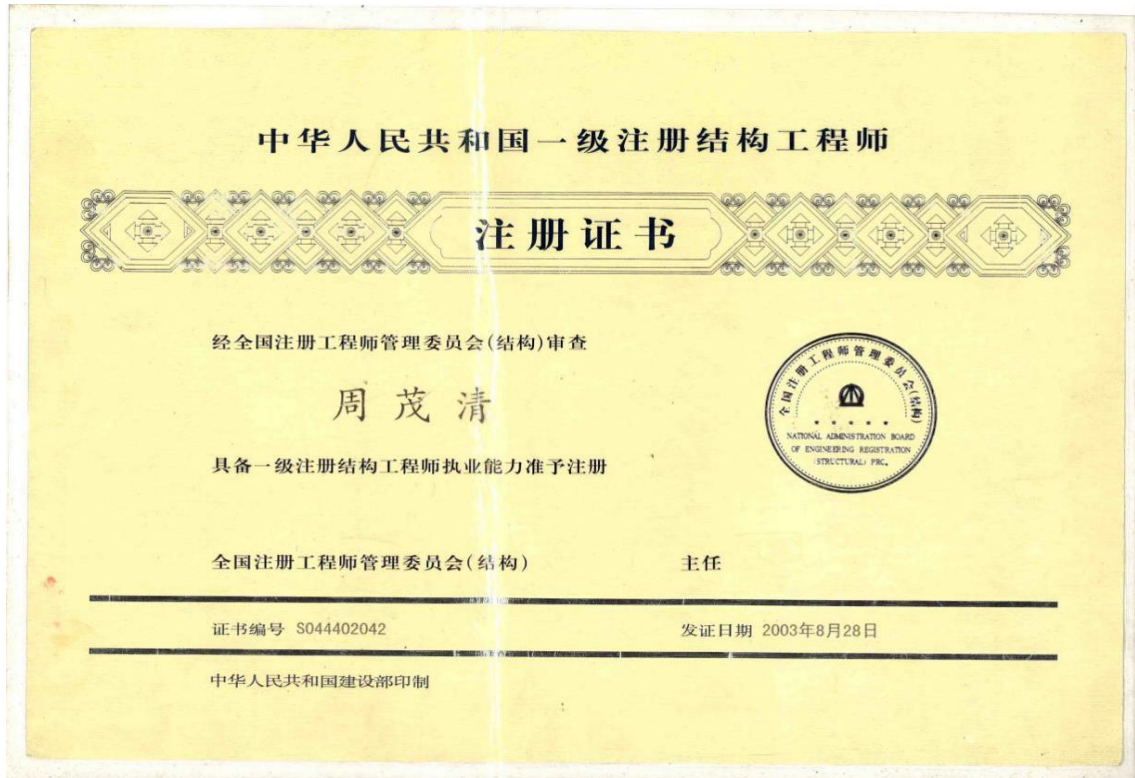 中华人民共和国一级注册结构工程师
注册证书
经全国注册工程师管理委员会(结构)审查
周茂清
具备一级注册结构工程师执业能力准予注册
全国注册工程师管理委员会(结构)
NATIONAL ADMINISTRATION BOARD
OF ENGINEERING REGISTRATION
(STRUCTURAL) PRC.
全国注册工程师管理委员会(结构) 主任
证书编号 S044402042 发证日期 2003年8月28日
中华人民共和国建设部印制